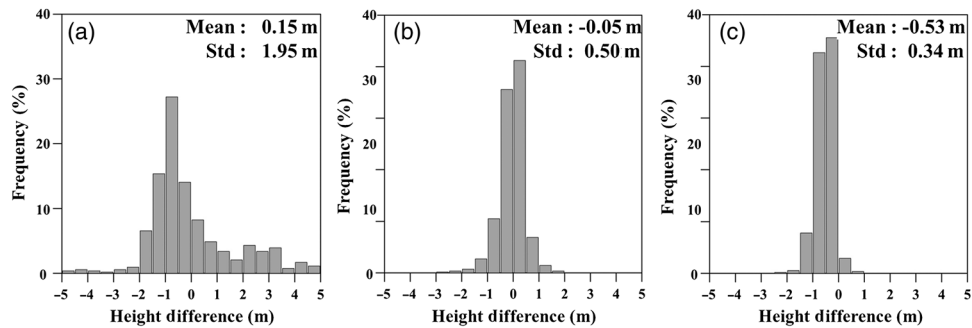 (a)
Mean : 0.15 m
Std : 1.95 m
Frequency (%)
40
30
20
10
0
−5 −4 −3 −2 −1 0 1 2 3 4 5
Height difference (m)
(b)
Mean : -0.05 m
Std : 0.50 m
Frequency (%)
40
30
20
10
0
−5 −4 −3 −2 −1 0 1 2 3 4 5
Height difference (m)
(c)
Mean : -0.53 m
Std : 0.34 m
Frequency (%)
40
30
20
10
0
−5 −4 −3 −2 −1 0 1 2 3 4 5
Height difference (m)